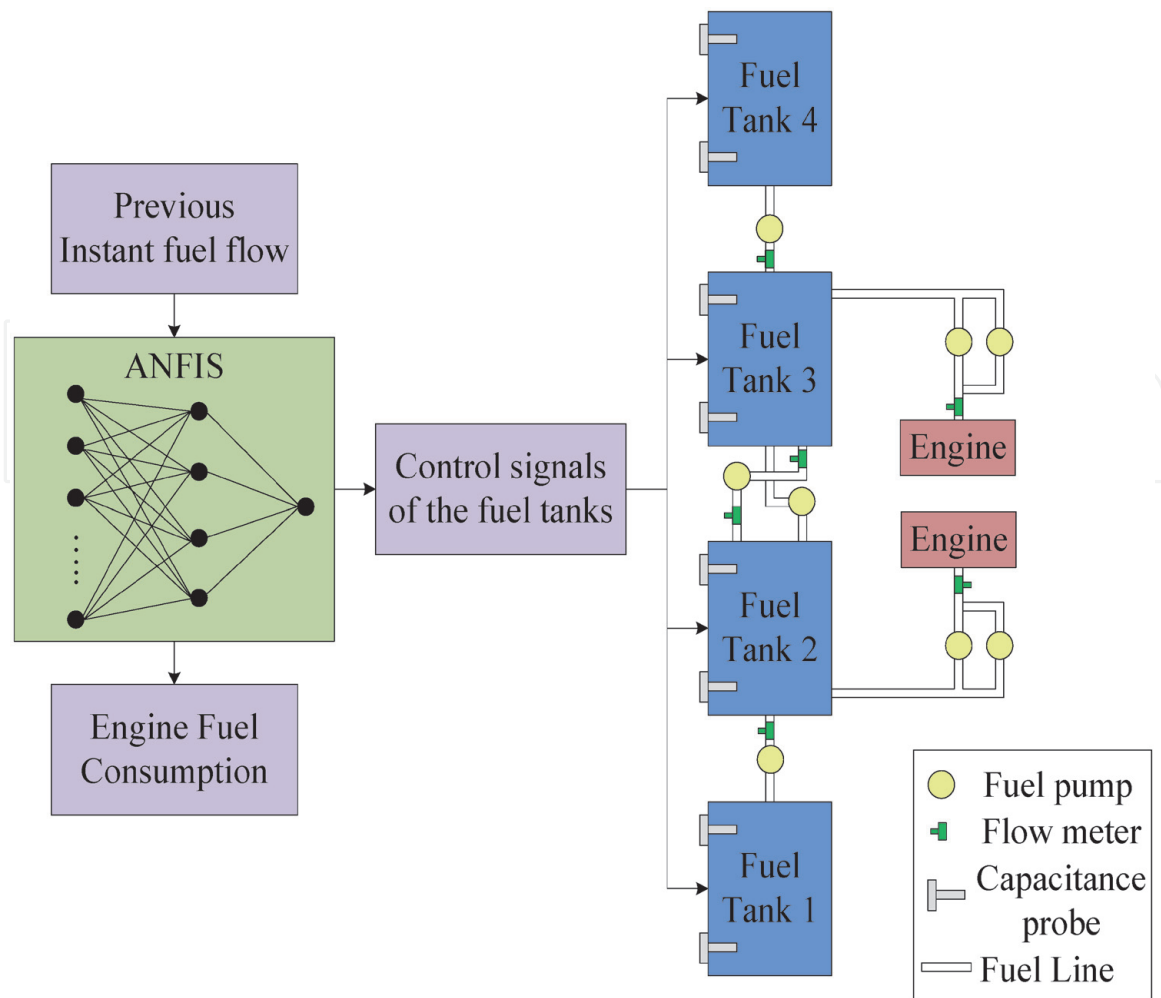 Previous
Instant fuel flow
ANFIS
Engine Fuel
Consumption
Control signals
of the fuel tanks
Fuel
Tank 4
Fuel
Tank 3
Fuel
Tank 2
Fuel
Tank 1
Engine
Engine
Fuel pump
Flow meter
Capacitance
probe
Fuel Line